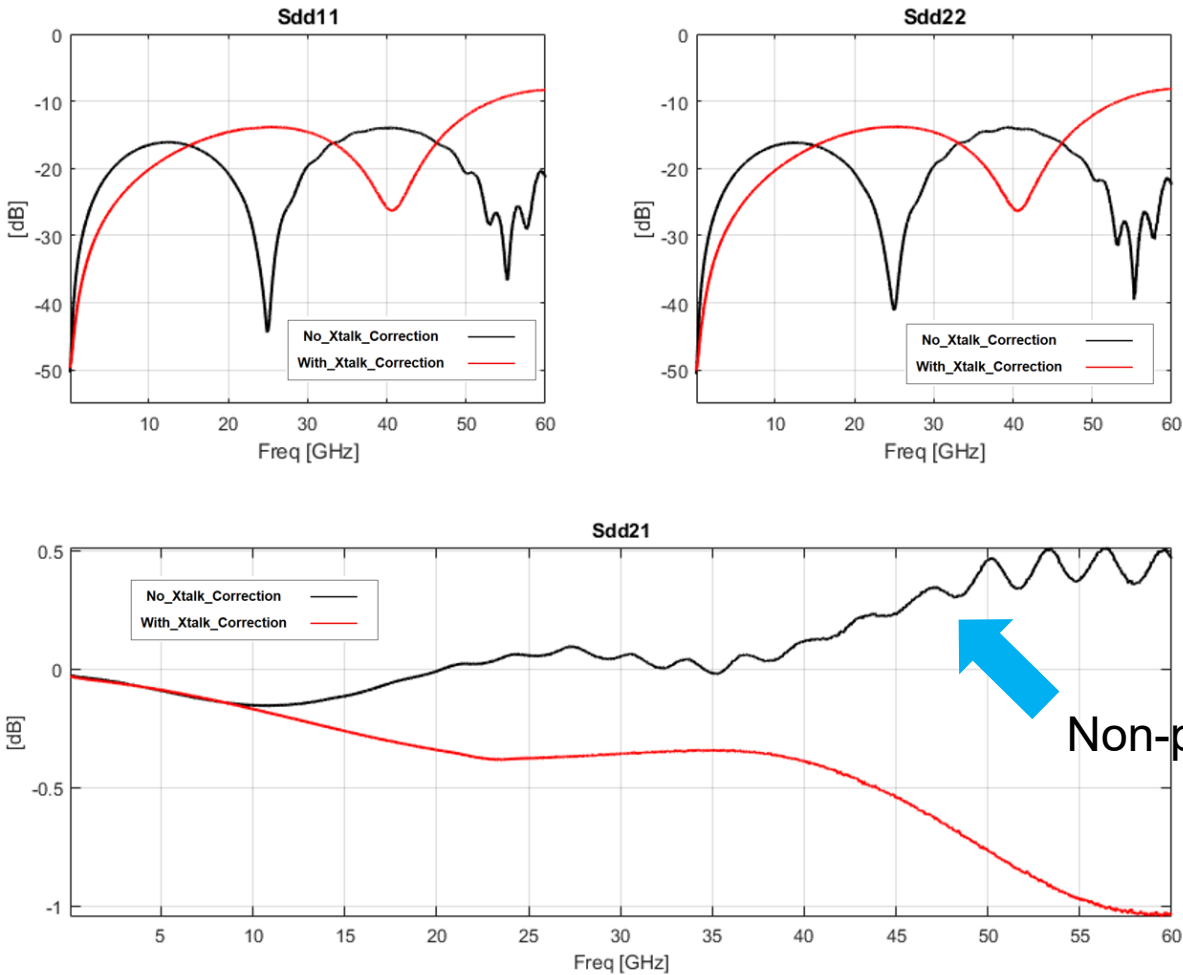 Sdd11
0
-10
-20
-30
-40
-50
[dB]
10 20 30 40 50 60
Freq [GHz]
No_Xtalk_Correction
With_Xtalk_Correction
Sdd22
0
-10
-20
-30
-40
-50
[dB]
10 20 30 40 50 60
Freq [GHz]
No_Xtalk_Correction
With_Xtalk_Correction
Sdd21
0.5
0
-0.5
-1
[dB]
5 10 15 20 25 30 35 40 45 50 55 60
Freq [GHz]
No_Xtalk_Correction
With_Xtalk_Correction
Non-p